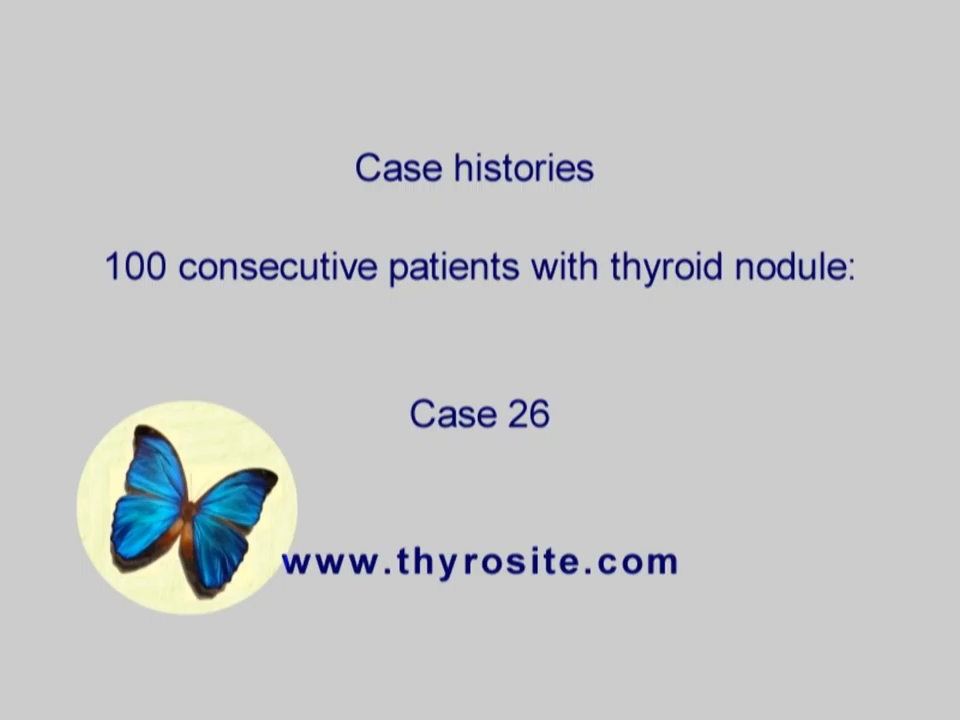 Case histories
100 consecutive patients with thyroid nodule:
Case 26
www.thyrosite.com